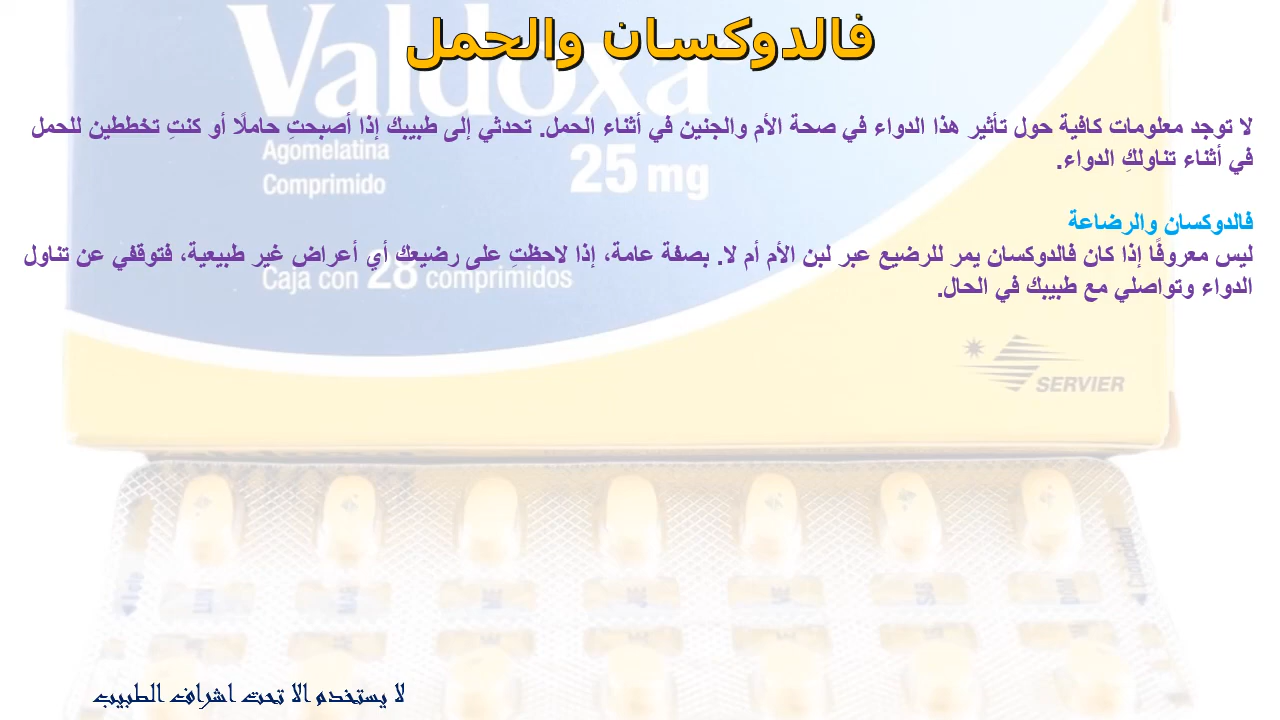 فالدوكسان والحمل
لا توجد معلومات كافية حول تأثير هذا الدواء في صحة الأم والجنين في أثناء الحمل. تحدثي إلى طبيبك إذا أصبحتِ حاملًا أو كنتِ تخططين للحمل
في أثناء تناولكِ الدواء.
فالدوكسان والرضاعة
ليس معروفًا إذا كان فالدوكسان يمر للرضيع عبر لبن الأم أم لا. بصفة عامة، إذا لاحظتِ على رضيعك أي أعراض غير طبيعية، فتوقفي عن تناول
الدواء وتواصلي مع طبيبك في الحال.
Valdoxa
Agomelatina
Comprimido
25 mg
Caja con 28 comprimidos
SERVIER
لا يستخدم الا تحت اشراف الطبيب